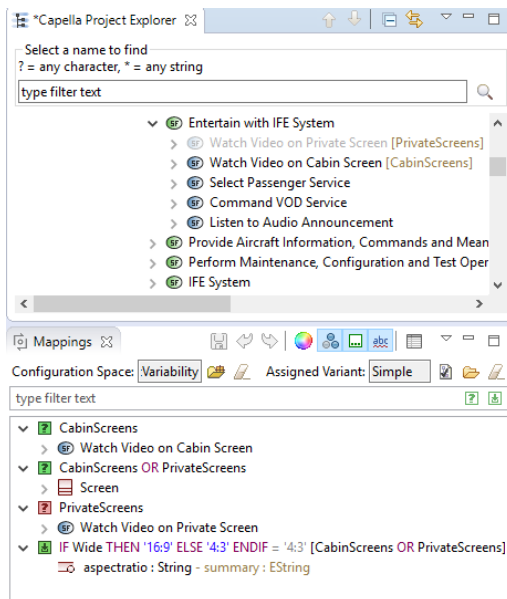 *Capella Project Explorer
Select a name to find
? = any character, * = any string
type filter text
Entertain with IFE System
Watch Video on Private Screen [PrivateScreens]
Watch Video on Cabin Screen [CabinScreens]
Select Passenger Service
Command VOD Service
Listen to Audio Announcement
Provide Aircraft Information, Commands and Mean
Perform Maintenance, Configuration and Test Oper
IFE System
Mappings
Configuration Space: :Variability Assigned Variant: Simple
type filter text
CabinScreens
Watch Video on Cabin Screen
CabinScreens OR PrivateScreens
Screen
PrivateScreens
Watch Video on Private Screen
IF Wide THEN '16:9' ELSE '4:3' ENDIF = '4:3' [CabinScreens OR PrivateScreens]
aspectratio : String - summary : EString